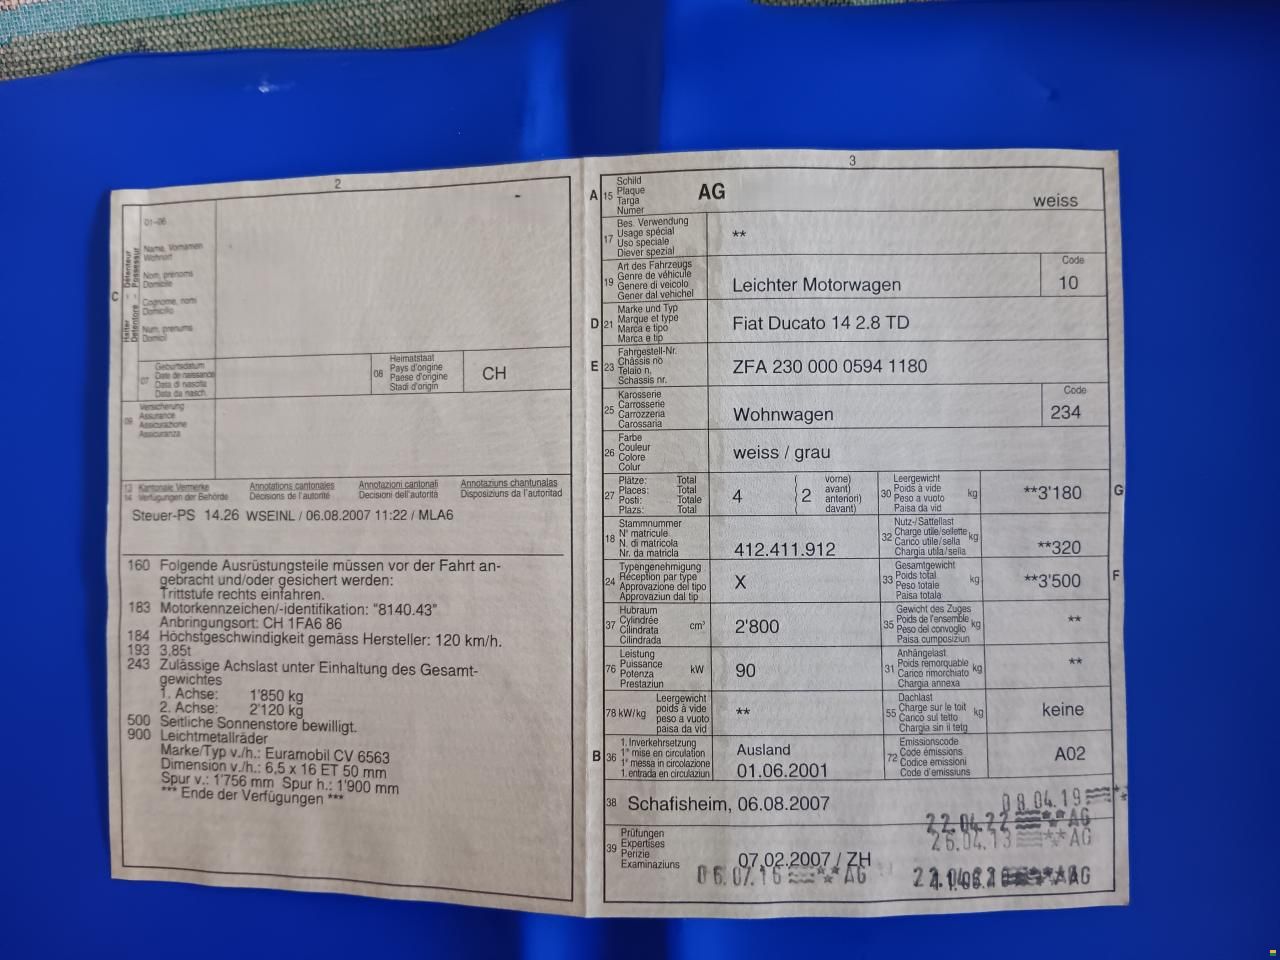 2
01-06
Halter Détenteur
Detentore Possessur
Name, Vornamen
Wohnort
Nom, prénoms
Domicile
C
Cognome, nomi
Domicilio
Num, prenums
Domicil
07 Geburtsdatum
Date de naissance
Data di nascita
Data da nasch.
08 Heimatstaat
Pays d'origine
Paese d'origine
Stadi d'origin
CH
09 Versicherung
Assurance
Assicurazione
Assicuranza
13 Kantonale Vermerke Annotations cantonales Annotazioni cantonali Annotaziuns chantunalas
14 Verfügungen der Behörde Décisions de l'autorité Decisioni dell'autorità Disposiziuns da l'autoritad
Steuer-PS 14.26 WSEINL / 06.08.2007 11:22 / MLA6
160 Folgende Ausrüstungsteile müssen vor der Fahrt an-
gebracht und/oder gesichert werden:
Trittstufe rechts einfahren.
183 Motorkennzeichen/-identifikation: "8140.43"
Anbringungsort: CH 1FA6 86
184 Höchstgeschwindigkeit gemäss Hersteller: 120 km/h.
193 3,85t
243 Zulässige Achslast unter Einhaltung des Gesamt-
gewichtes
1. Achse: 1'850 kg
2. Achse: 2'120 kg
500 Seitliche Sonnenstore bewilligt.
900 Leichtmetallräder
Marke/Typ v./h.: Euramobil CV 6563
Dimension v./h.: 6,5 x 16 ET 50 mm
Spur v.: 1'756 mm Spur h.: 1'900 mm
*** Ende der Verfügungen ***
3
A 15 Schild
Plaque
Targa
Numer
AG weiss
17 Bes. Verwendung
Usage spécial
Uso speciale
Diever spezial
**
19 Art des Fahrzeugs
Genre de véhicule
Genere di veicolo
Gener dal vehichel
Leichter Motorwagen
Code
10
D 21 Marke und Typ
Marque et type
Marca e tipo
Marca e tip
Fiat Ducato 14 2.8 TD
E 23 Fahrgestell-Nr.
Châssis no
Telaio n.
Schassis nr.
ZFA 230 000 0594 1180
25 Karosserie
Carrosserie
Carrozzeria
Carossaria
Wohnwagen
Code
234
26 Farbe
Couleur
Colore
Colur
weiss / grau
27 Plätze: Total
Places: Total
Posti: Totale
Plazs: Total
4 ( 2 vorne)
avant)
anteriori)
davant)
30 Leergewicht
Poids à vide
Peso a vuoto
Paisa da vid
kg **3'180 G
18 Stammnummer
N° matricule
N. di matricola
Nr. da matricla
412.411.912
32 Nutz-/Sattellast
Charge utile/sellette
Carico utile/sella
Chargia utila/sella
kg **320
24 Typengenehmigung
Réception par type
Approvazione del tipo
Approvaziun dal tip
X
33 Gesamtgewicht
Poids total
Peso totale
Paisa totala
kg **3'500 F
37 Hubraum
Cylindrée
Cilindrata
Cilindrada
cm³ 2'800
35 Gewicht des Zuges
Poids de l'ensemble
Peso del convoglio
Paisa cumposiziun
kg **
76 Leistung
Puissance
Potenza
Prestaziun
kW 90
31 Anhängelast
Poids remorquable
Carico rimorchiato
Chargia annexa
kg **
78 kW/kg Leergewicht
poids à vide
peso a vuoto
paisa da vid
**
55 Dachlast
Charge sur le toit
Carico sul tetto
Chargia sin il tetg
kg keine
B 36 1. Inverkehrsetzung
1re mise en circulation
1a messa in circolazione
1. entrada en circulaziun
Ausland
01.06.2001
72 Emissionscode
Code émissions
Codice emissioni
Code d'emissiuns
A02
38 Schafisheim, 06.08.2007
08.04.19
22.04.22 ** AG
26.04.13 ** AG
39 Prüfungen
Expertises
Perizie
Examinaziuns
07.02.2007 / ZH
06.07.16 ** AG
AG